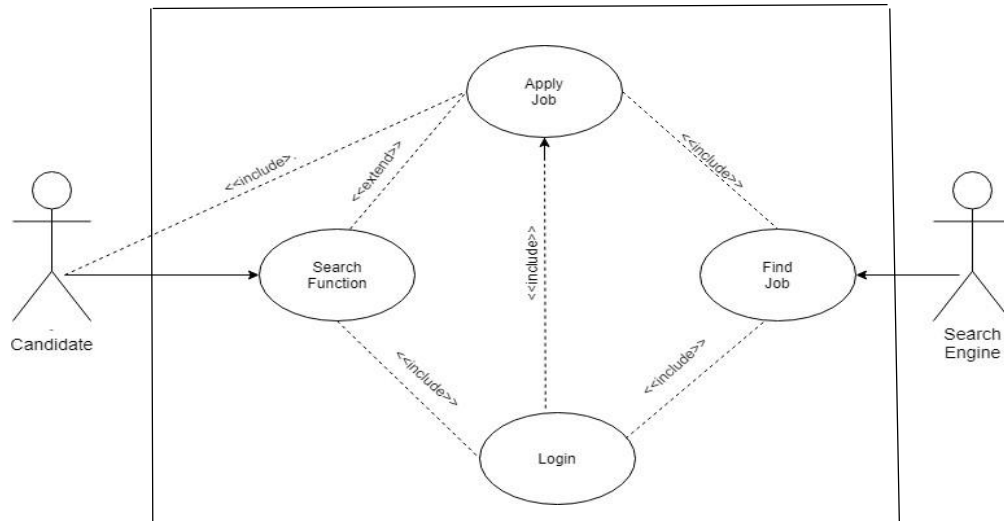 Apply
Job
<<include>
<<extend>>
<<include>>
Search
Function
<<include>>
Find
Job
Candidate
Search
Engine
<<include>>
<<include>>
Login